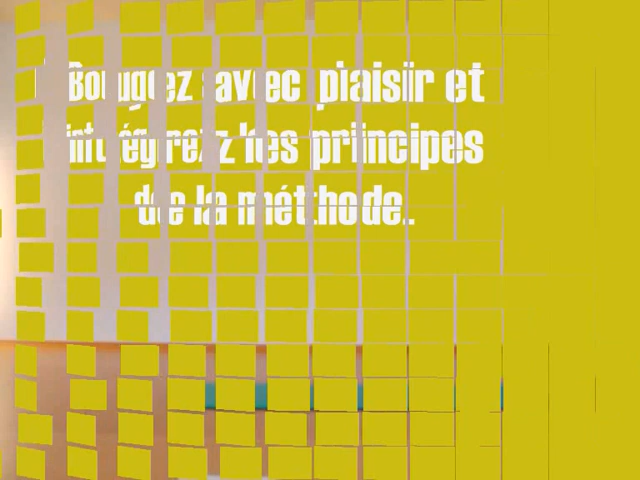 Bougez avec plaisir et
intégrez les principes
de la méthode.